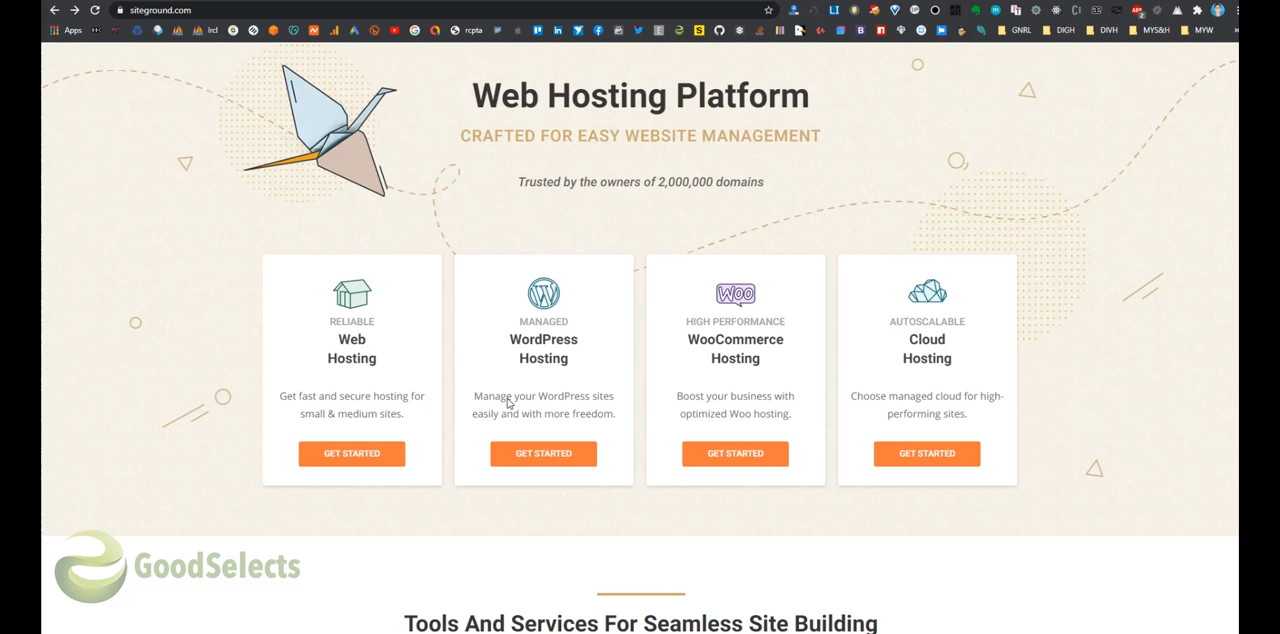 siteground.com
Apps
lrcl
rcpta
GNRL
DIGH
DIVH
MYS&H
MYW
Web Hosting Platform
CRAFTED FOR EASY WEBSITE MANAGEMENT
Trusted by the owners of 2,000,000 domains
RELIABLE
Web
Hosting
Get fast and secure hosting for
small & medium sites.
GET STARTED
MANAGED
WordPress
Hosting
Manage your WordPress sites
easily and with more freedom.
GET STARTED
WOO
HIGH PERFORMANCE
WooCommerce
Hosting
Boost your business with
optimized Woo hosting.
GET STARTED
AUTOSCALABLE
Cloud
Hosting
Choose managed cloud for high-
performing sites.
GET STARTED
GoodSelects
Tools And Services For Seamless Site Building